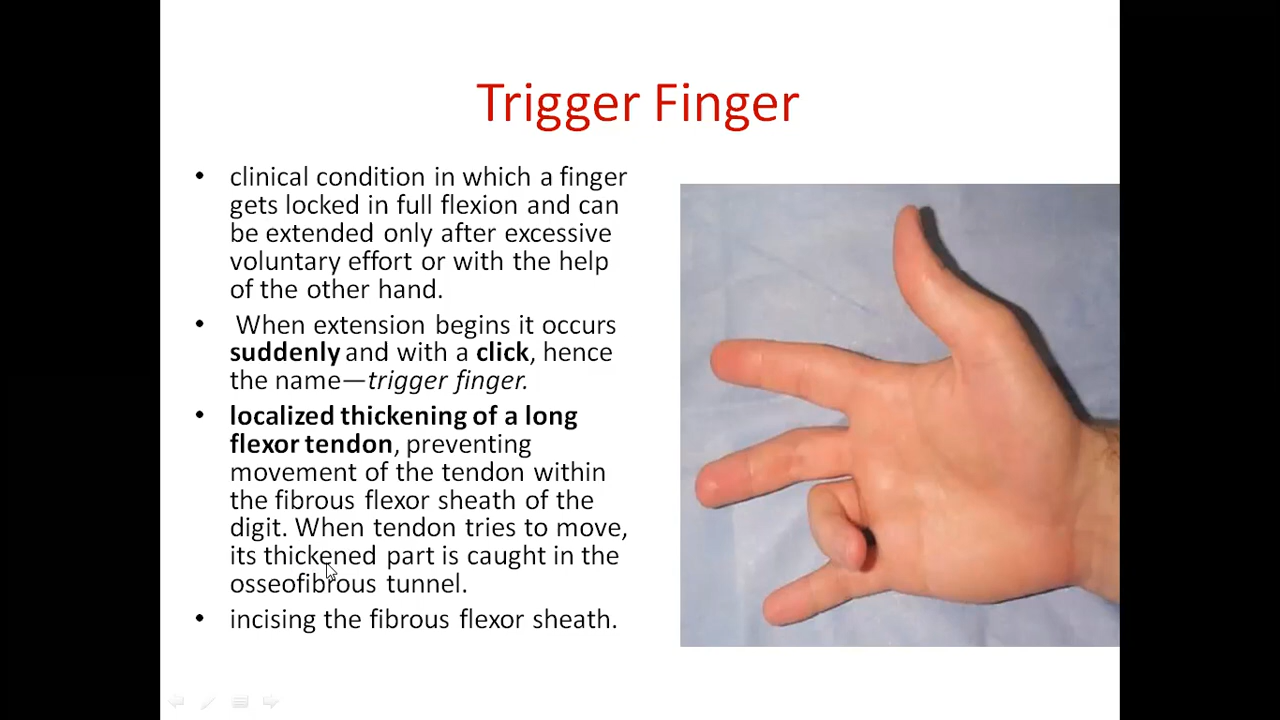 Trigger Finger
• clinical condition in which a finger
gets locked in full flexion and can
be extended only after excessive
voluntary effort or with the help
of the other hand.
• When extension begins it occurs
suddenly and with a click, hence
the name—trigger finger.
• localized thickening of a long
flexor tendon, preventing
movement of the tendon within
the fibrous flexor sheath of the
digit. When tendon tries to move,
its thickened part is caught in the
osseofibrous tunnel.
• incising the fibrous flexor sheath.